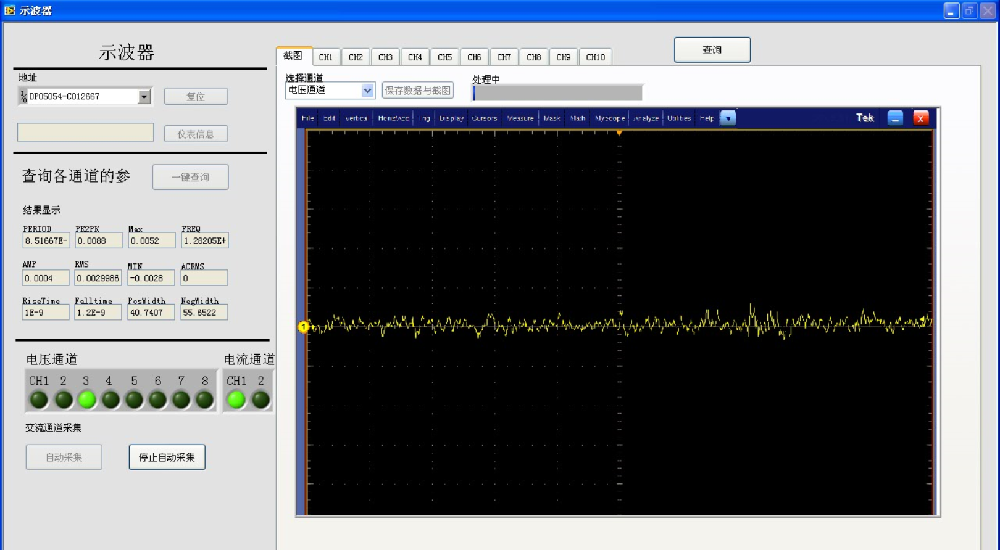 示波器
示波器
地址
DPO5054-C012667
复位
仪表信息
查询各通道的参
一键查询
结果显示
PERIOD PK2PK Max FREQ
8.51667E- 0.0088 0.0052 1.28205E+
AMP RMS MIN ACRMS
0.0004 0.0029986 -0.0028 0
RiseTime Falltime PosWidth NegWidth
1E-9 1.2E-9 40.7407 55.6522
电压通道 电流通道
CH1 2 3 4 5 6 7 8 CH1 2
交流通道采集
自动采集 停止自动采集
截图 CH1 CH2 CH3 CH4 CH5 CH6 CH7 CH8 CH9 CH10
查询
选择通道 处理中
电压通道 保存数据与截图
File Edit Vertical Horiz/Acq Trig Display Cursors Measure Mask Math MyScope Analyze Utilities Help Tek
1